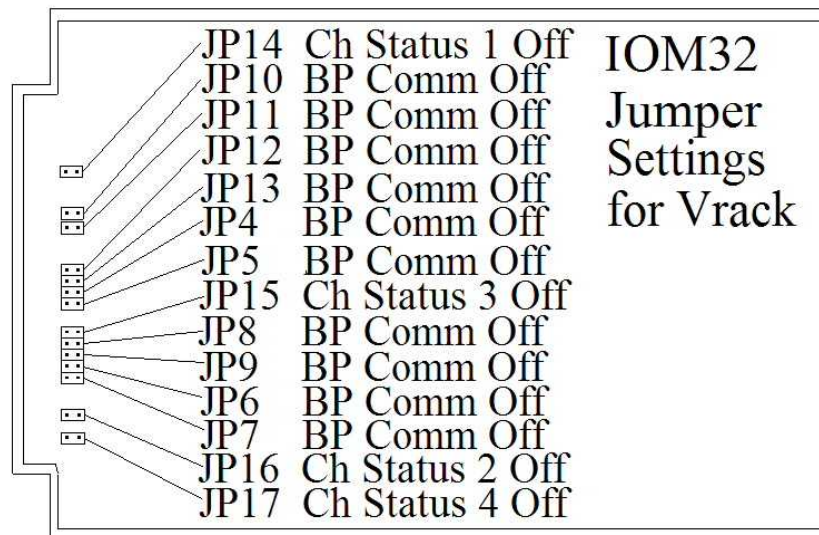 JP14 Ch Status 1 Off
JP10 BP Comm Off
JP11 BP Comm Off
JP12 BP Comm Off
JP13 BP Comm Off
JP4 BP Comm Off
JP5 BP Comm Off
JP15 Ch Status 3 Off
JP8 BP Comm Off
JP9 BP Comm Off
JP6 BP Comm Off
JP7 BP Comm Off
JP16 Ch Status 2 Off
JP17 Ch Status 4 Off
IOM32
Jumper
Settings
for Vrack